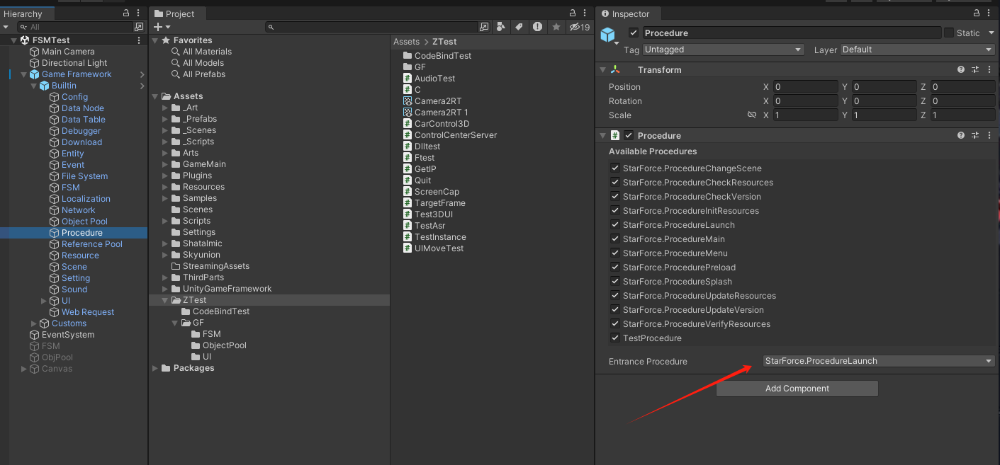 Hierarchy
All
FSMTest
Main Camera
Directional Light
Game Framework
Builtin
Config
Data Node
Data Table
Debugger
Download
Entity
Event
File System
FSM
Localization
Network
Object Pool
Procedure
Reference Pool
Resource
Scene
Setting
Sound
UI
Web Request
Customs
EventSystem
FSM
ObjPool
Canvas
Project
19
Favorites
All Materials
All Models
All Prefabs
Assets
_Art
_Prefabs
_Scenes
_Scripts
Arts
GameMain
Plugins
Resources
Samples
Scenes
Scripts
Settings
Shatalmic
Skyunion
StreamingAssets
ThirdParts
UnityGameFramework
ZTest
CodeBindTest
GF
FSM
ObjectPool
UI
Packages
Assets > ZTest
CodeBindTest
GF
AudioTest
C
Camera2RT
Camera2RT 1
CarControl3D
ControlCenterServer
Dlltest
Ftest
GetIP
Quit
ScreenCap
TargetFrame
Test3DUI
TestAsr
TestInstance
UIMoveTest
Inspector
Procedure Static
Tag Untagged Layer Default
Transform
Position X 0 Y 0 Z 0
Rotation X 0 Y 0 Z 0
Scale X 1 Y 1 Z 1
Procedure
Available Procedures
StarForce.ProcedureChangeScene
StarForce.ProcedureCheckResources
StarForce.ProcedureCheckVersion
StarForce.ProcedureInitResources
StarForce.ProcedureLaunch
StarForce.ProcedureMain
StarForce.ProcedureMenu
StarForce.ProcedurePreload
StarForce.ProcedureSplash
StarForce.ProcedureUpdateResources
StarForce.ProcedureUpdateVersion
StarForce.ProcedureVerifyResources
TestProcedure
Entrance Procedure StarForce.ProcedureLaunch
Add Component